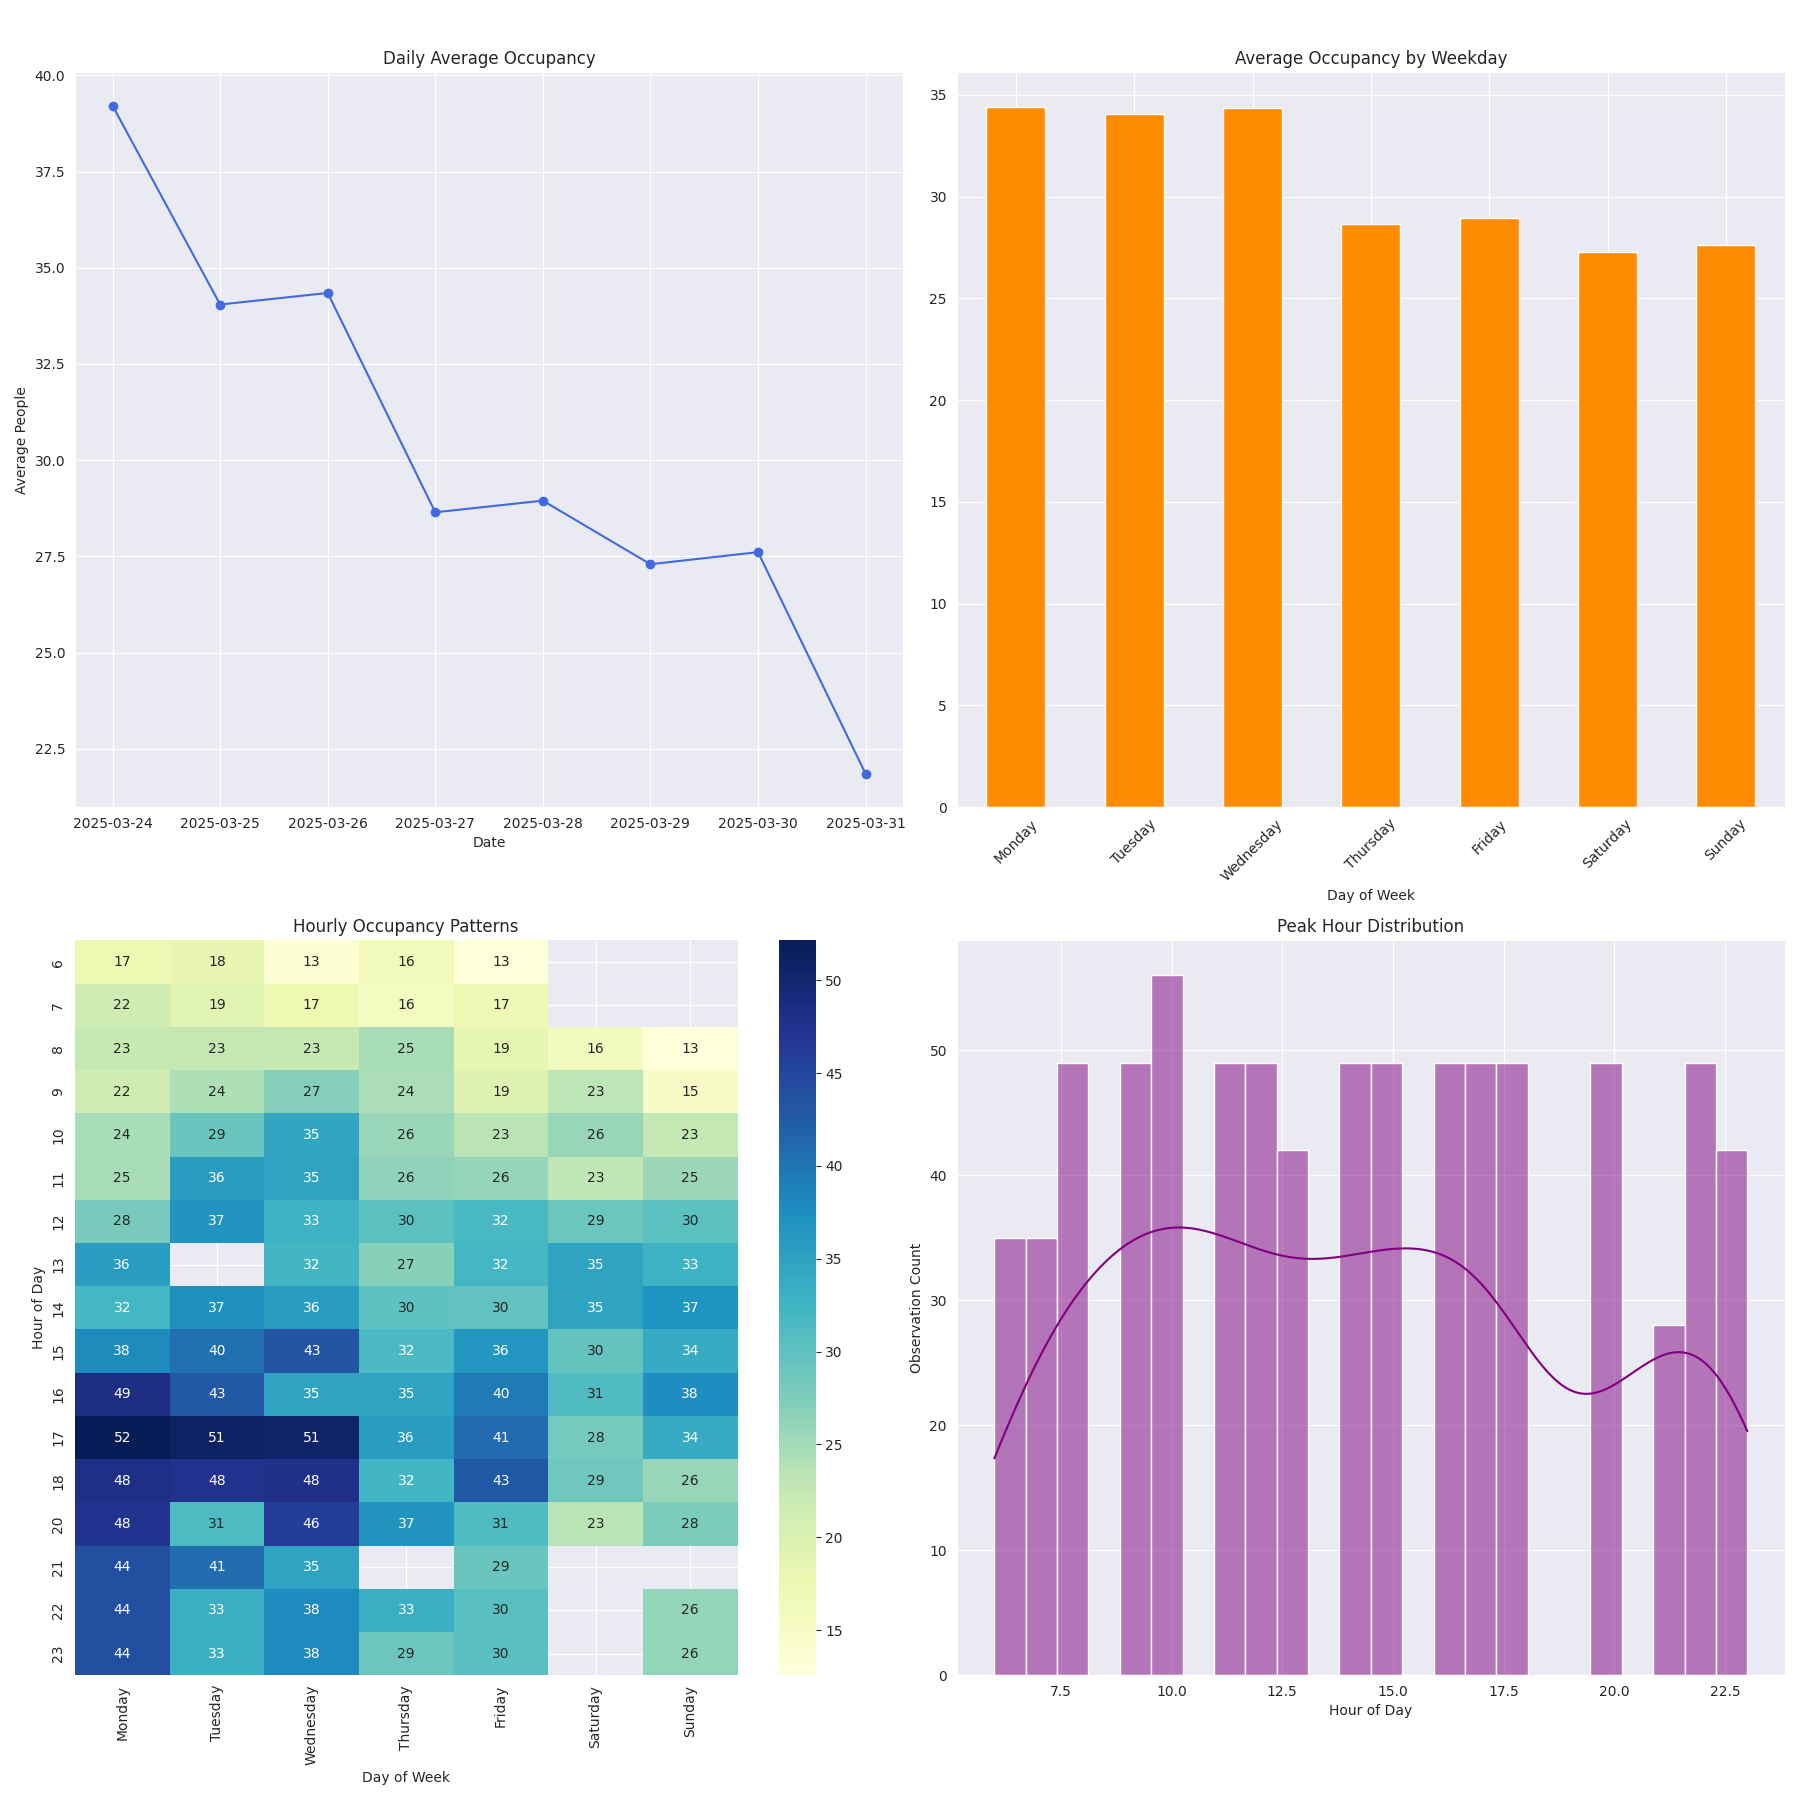 Daily Average Occupancy
40.0
37.5
35.0
32.5
30.0
27.5
25.0
22.5
Average People
2025-03-24 2025-03-25 2025-03-26 2025-03-27 2025-03-28 2025-03-29 2025-03-30 2025-03-31
Date
Average Occupancy by Weekday
35
30
25
20
15
10
5
0
Monday Tuesday Wednesday Thursday Friday Saturday Sunday
Day of Week
Hourly Occupancy Patterns
Hour of Day
6 17 18 13 16 13
7 22 19 17 16 17
8 23 23 23 25 19 16 13
9 22 24 27 24 19 23 15
10 24 29 35 26 23 26 23
11 25 36 35 26 26 23 25
12 28 37 33 30 32 29 30
13 36 32 27 32 35 33
14 32 37 36 30 30 35 37
15 38 40 43 32 36 30 34
16 49 43 35 35 40 31 38
17 52 51 51 36 41 28 34
18 48 48 48 32 43 29 26
20 48 31 46 37 31 23 28
21 44 41 35 29
22 44 33 38 33 30 26
23 44 33 38 29 30 26
Monday Tuesday Wednesday Thursday Friday Saturday Sunday
Day of Week
50
45
40
35
30
25
20
15
Peak Hour Distribution
Observation Count
50
40
30
20
10
0
7.5 10.0 12.5 15.0 17.5 20.0 22.5
Hour of Day